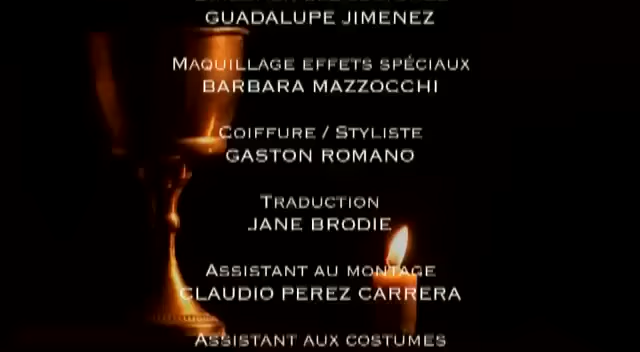 GUADALUPE JIMENEZ
MAQUILLAGE EFFETS SPÉCIAUX
BARBARA MAZZOCCHI
COIFFURE / STYLISTE
GASTON ROMANO
TRADUCTION
JANE BRODIE
ASSISTANT AU MONTAGE
CLAUDIO PEREZ CARRERA
ASSISTANT AUX COSTUMES